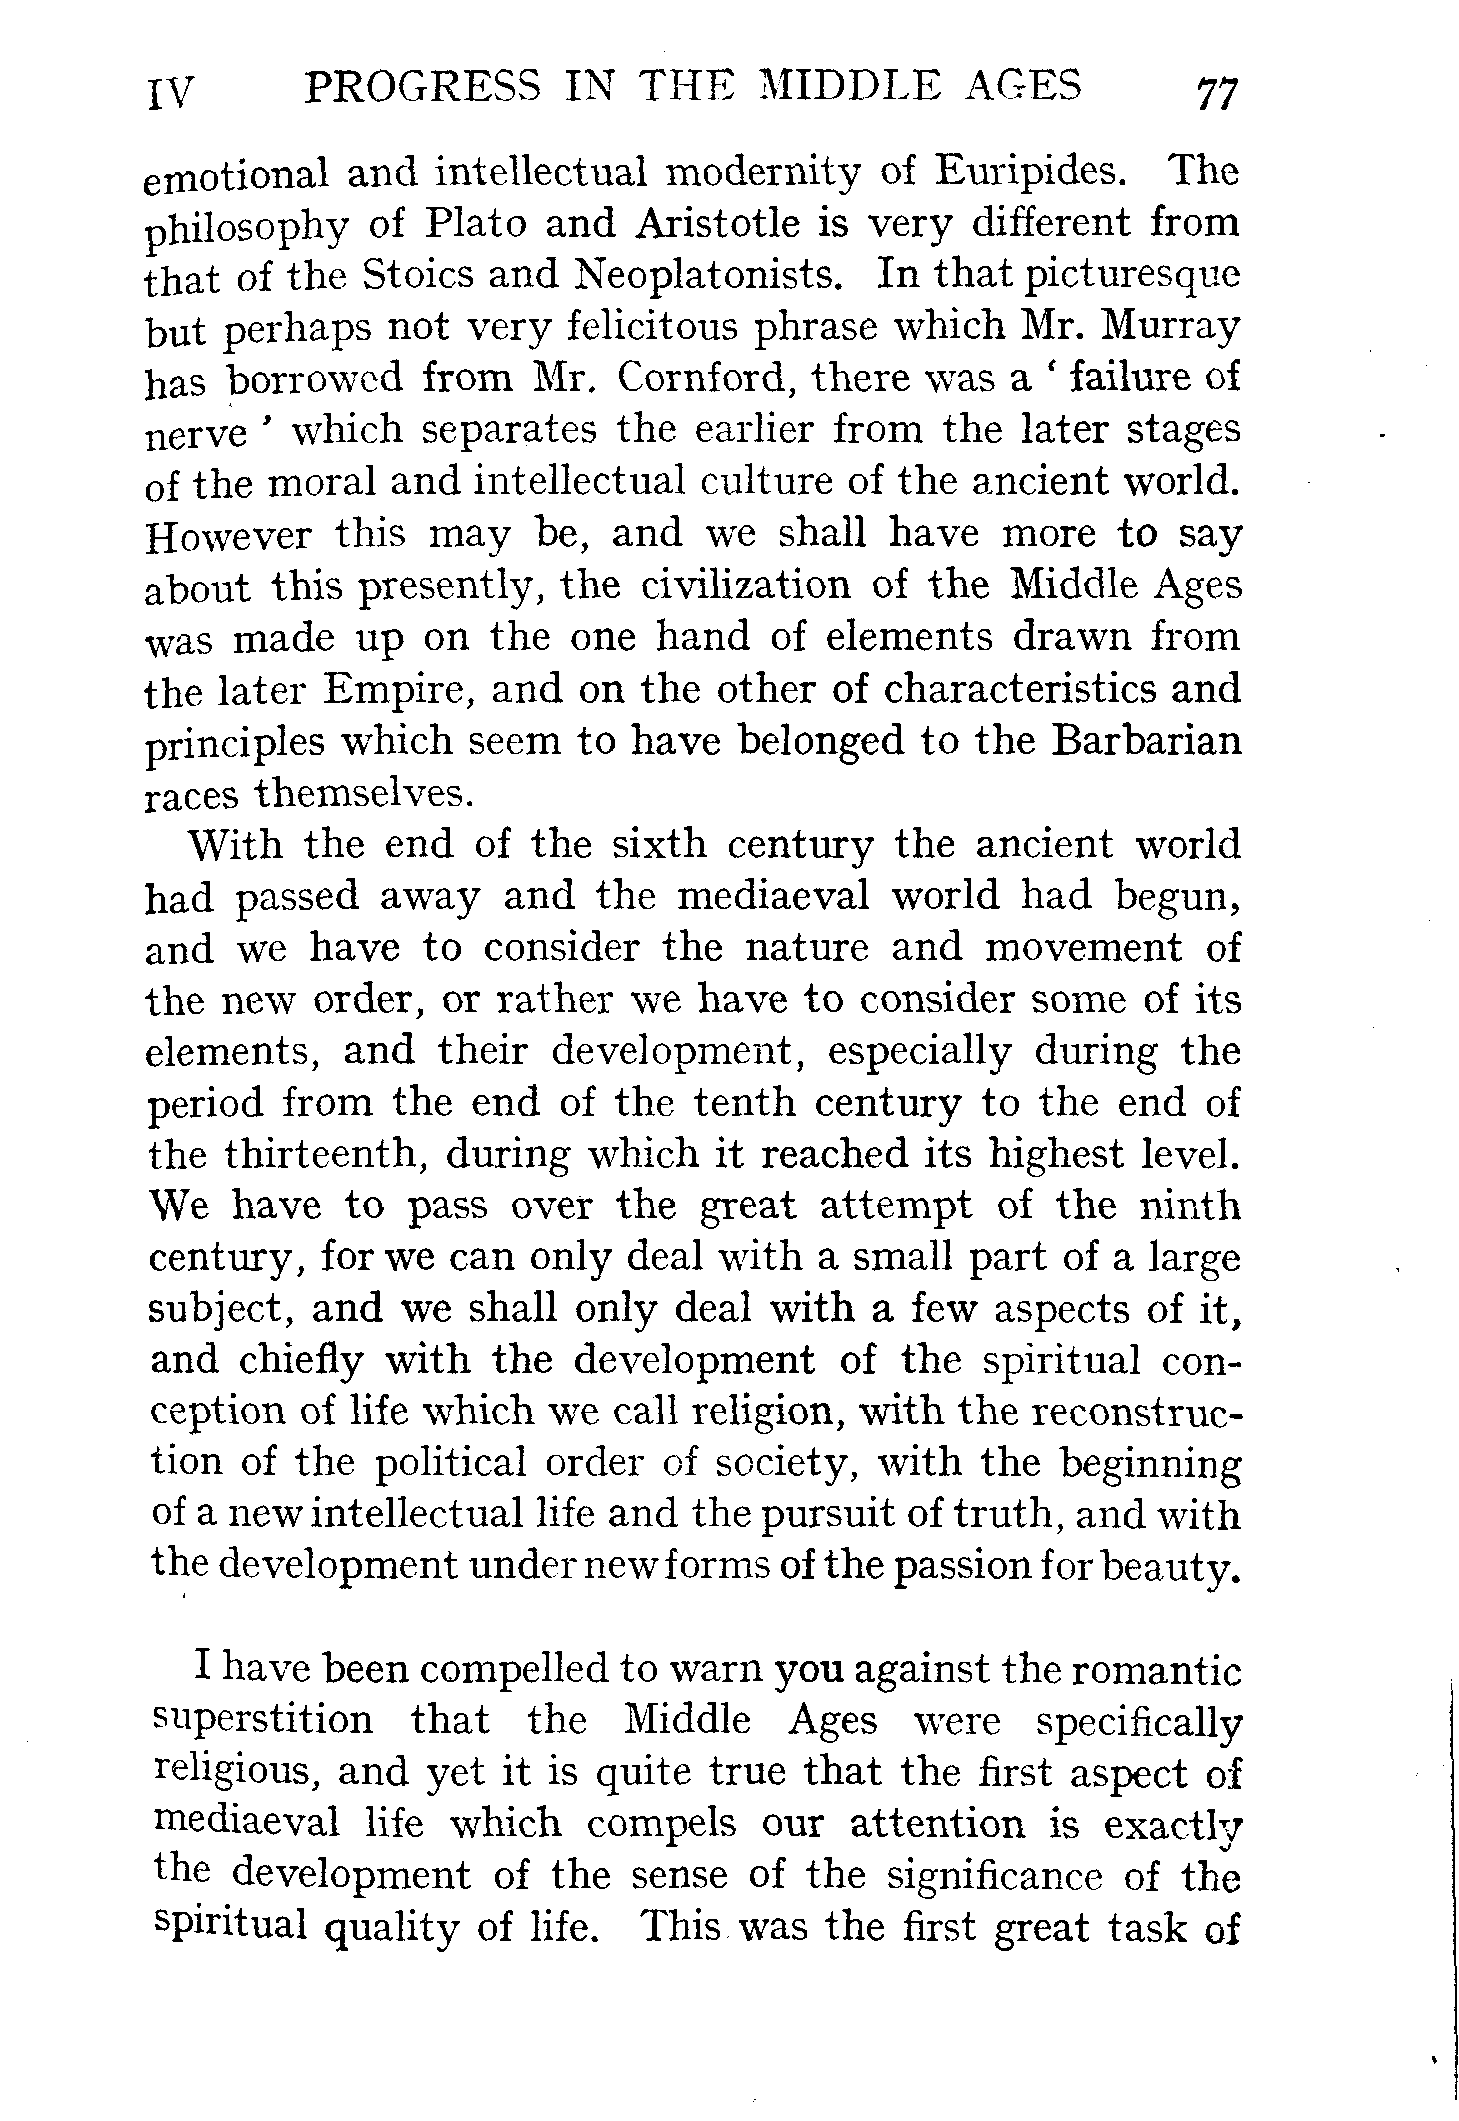 IV PROGRESS IN THE MIDDLE AGES 77
emotional and intellectual modernity of Euripides. The
philosophy of Plato and Aristotle is very different from
that of the Stoics and Neoplatonists. In that picturesque
but perhaps not very felicitous phrase which Mr. Murray
has borrowed from Mr. Cornford, there was a ‘ failure of
nerve ’ which separates the earlier from the later stages
of the moral and intellectual culture of the ancient world.
However this may be, and we shall have more to say
about this presently, the civilization of the Middle Ages
was made up on the one hand of elements drawn from
the later Empire, and on the other of characteristics and
principles which seem to have belonged to the Barbarian
races themselves.
With the end of the sixth century the ancient world
had passed away and the mediaeval world had begun,
and we have to consider the nature and movement of
the new order, or rather we have to consider some of its
elements, and their development, especially during the
period from the end of the tenth century to the end of
the thirteenth, during which it reached its highest level.
We have to pass over the great attempt of the ninth
century, for we can only deal with a small part of a large
subject, and we shall only deal with a few aspects of it,
and chiefly with the development of the spiritual con-
ception of life which we call religion, with the reconstruc-
tion of the political order of society, with the beginning
of a new intellectual life and the pursuit of truth, and with
the development under new forms of the passion for beauty.
I have been compelled to warn you against the romantic
superstition that the Middle Ages were specifically
religious, and yet it is quite true that the first aspect of
mediaeval life which compels our attention is exactly
the development of the sense of the significance of the
spiritual quality of life. This was the first great task of